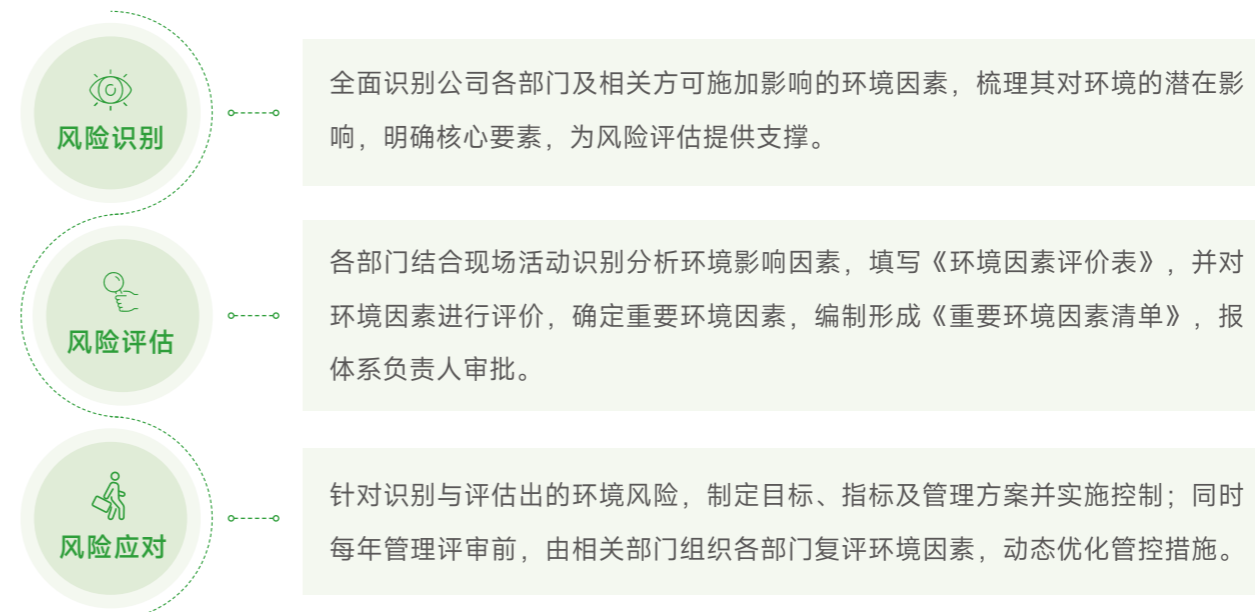 风险识别
全面识别公司各部门及相关方可施加影响的环境因素，梳理其对环境的潜在影
响，明确核心要素，为风险评估提供支撑。
风险评估
各部门结合现场活动识别分析环境影响因素，填写《环境因素评价表》，并对
环境因素进行评价，确定重要环境因素，编制形成《重要环境因素清单》，报
体系负责人审批。
风险应对
针对识别与评估出的环境风险，制定目标、指标及管理方案并实施控制；同时
每年管理评审前，由相关部门组织各部门复评环境因素，动态优化管控措施。